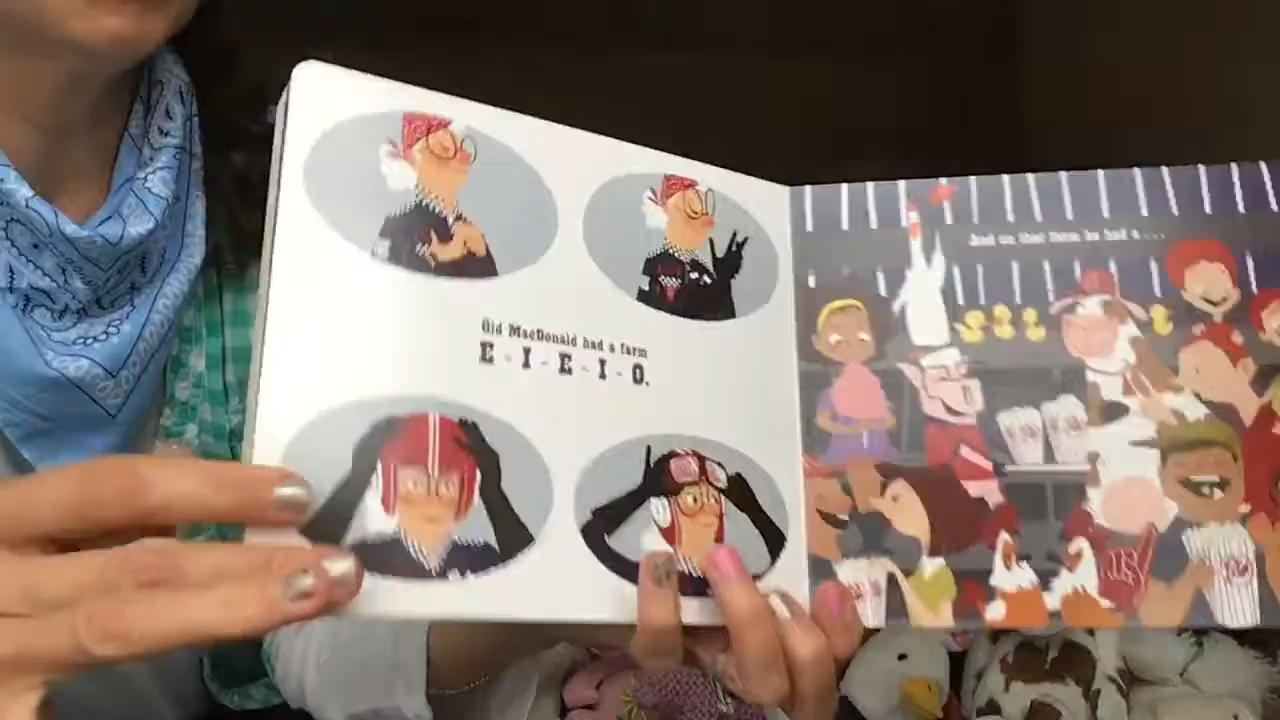 Old MacDonald had a farm
E - I - E - I - O.
And on that farm he had a . . .